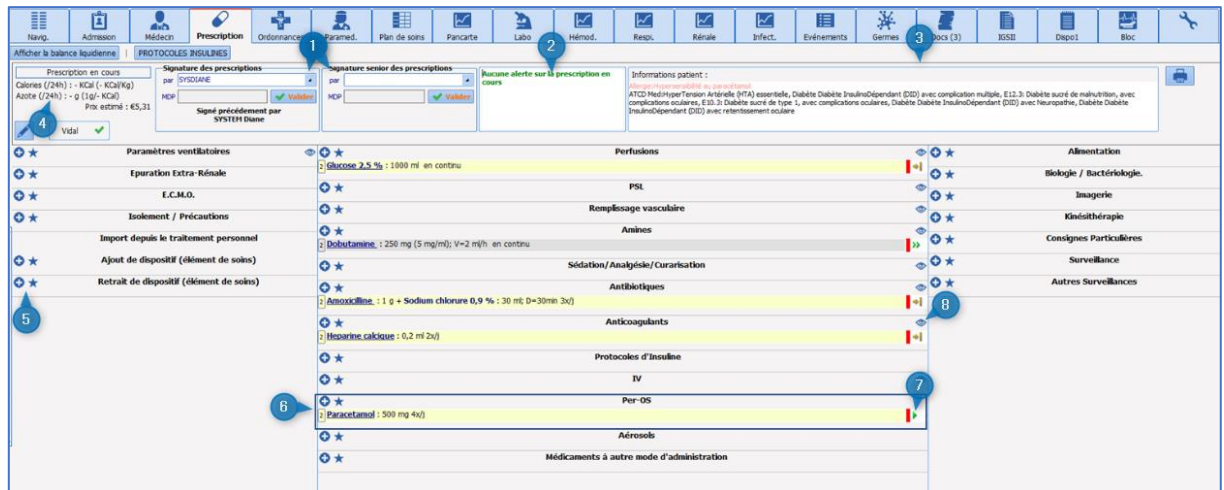 Navig. Admission Médecin Prescription Ordonnances Paramed. Plan de soins Pancarte Labo Hémod. Respi. Rénale Infect. Evénements Germes Docs (3) IGSII Dispo1 Bloc
Afficher la balance liquidienne | PROTOCOLES INSULINES
1
2
3
Prescription en cours
Calories (/24h) : - KCal (- KCal/Kg)
Azote (/24h) : - g (1g/- KCal)
Prix estimé : €5,31
4
Vidal
Signature des prescriptions
par SYSDIANE
MDP Valider
Signé précédement par
SYSTEM Diane
Signature senior des prescriptions
par
MDP Valider
Aucune alerte sur la prescription en
cours
Informations patient :
Allergie:Hypersensibilité au paracétamol
ATCD Med:HyperTension Artérielle (HTA) essentielle, Diabète Diabète InsulinoDépendant (DID) avec complication multiple, E12.3: Diabète sucré de malnutrition, avec
complications oculaires, E10.3: Diabète sucré de type 1, avec complications oculaires, Diabète Diabète InsulinoDépendant (DID) avec Neuropathie, Diabète Diabète
InsulinoDépendant (DID) avec retentissement oculaire
Paramètres ventilatoires
Epuration Extra-Rénale
E.C.M.O.
Isolement / Précautions
Import depuis le traitement personnel
Ajout de dispositif (élément de soins)
Retrait de dispositif (élément de soins)
5
Perfusions
2 Glucose 2,5 % : 1000 ml en continu
PSL
Remplissage vasculaire
Amines
2 Dobutamine : 250 mg (5 mg/ml); V=2 ml/h en continu
Sédation/Analgésie/Curarisation
Antibiotiques
2 Amoxicilline : 1 g + Sodium chlorure 0,9 % : 30 ml; D=30min 3x/j
8
Anticoagulants
2 Heparine calcique : 0,2 ml 2x/j
Protocoles d'Insuline
IV
7
6
Per-OS
2 Paracetamol : 500 mg 4x/j
Aérosols
Médicaments à autre mode d'administration
Alimentation
Biologie / Bactériologie.
Imagerie
Kinésithérapie
Consignes Particulières
Surveillance
Autres Surveillances